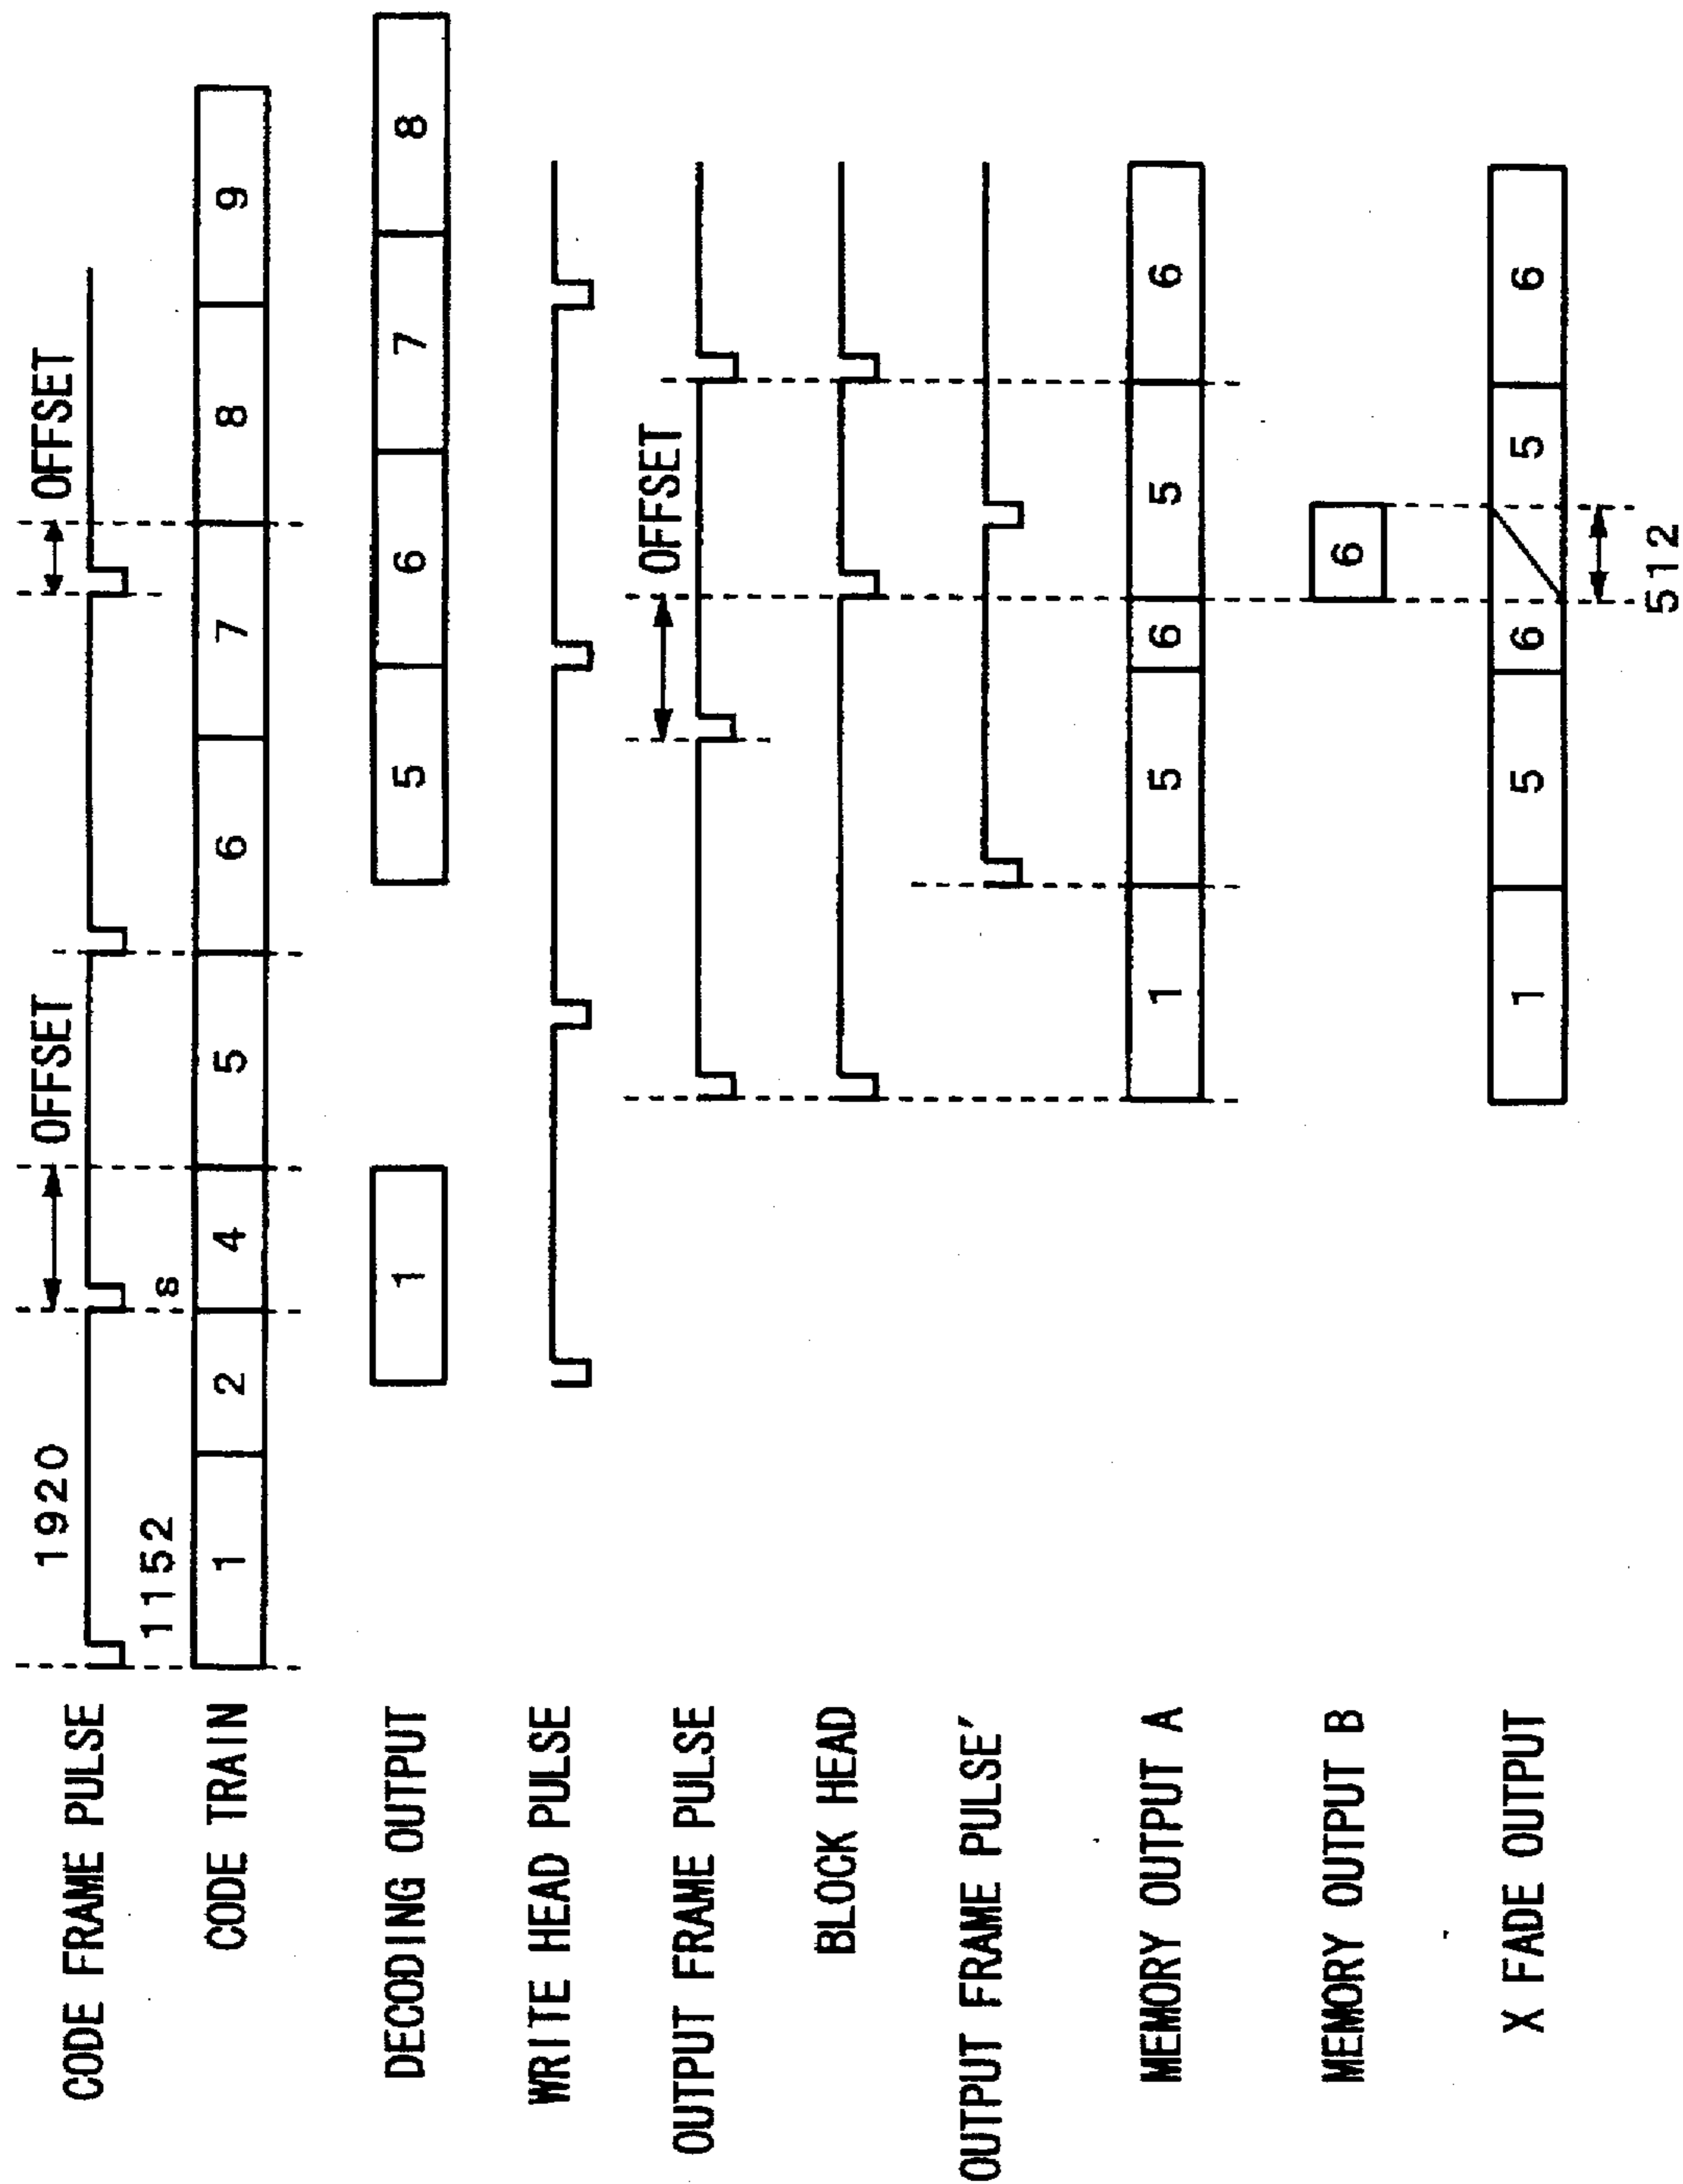 OFFSET OFFSET
1920
CODE FRAME PULSE
1152 s
CODE TRAIN 1 2 4 5 6 7 8 9
DECODING OUTPUT 1 5 6 7 8
WRITE HEAD PULSE
OFFSET
OUTPUT FRAME PULSE
BLOCK HEAD
OUTPUT FRAME PULSE'
MEMORY OUTPUT A 1 5 6 5 6
MEMORY OUTPUT B 6
X FADE OUTPUT 1 5 6 5 6
512